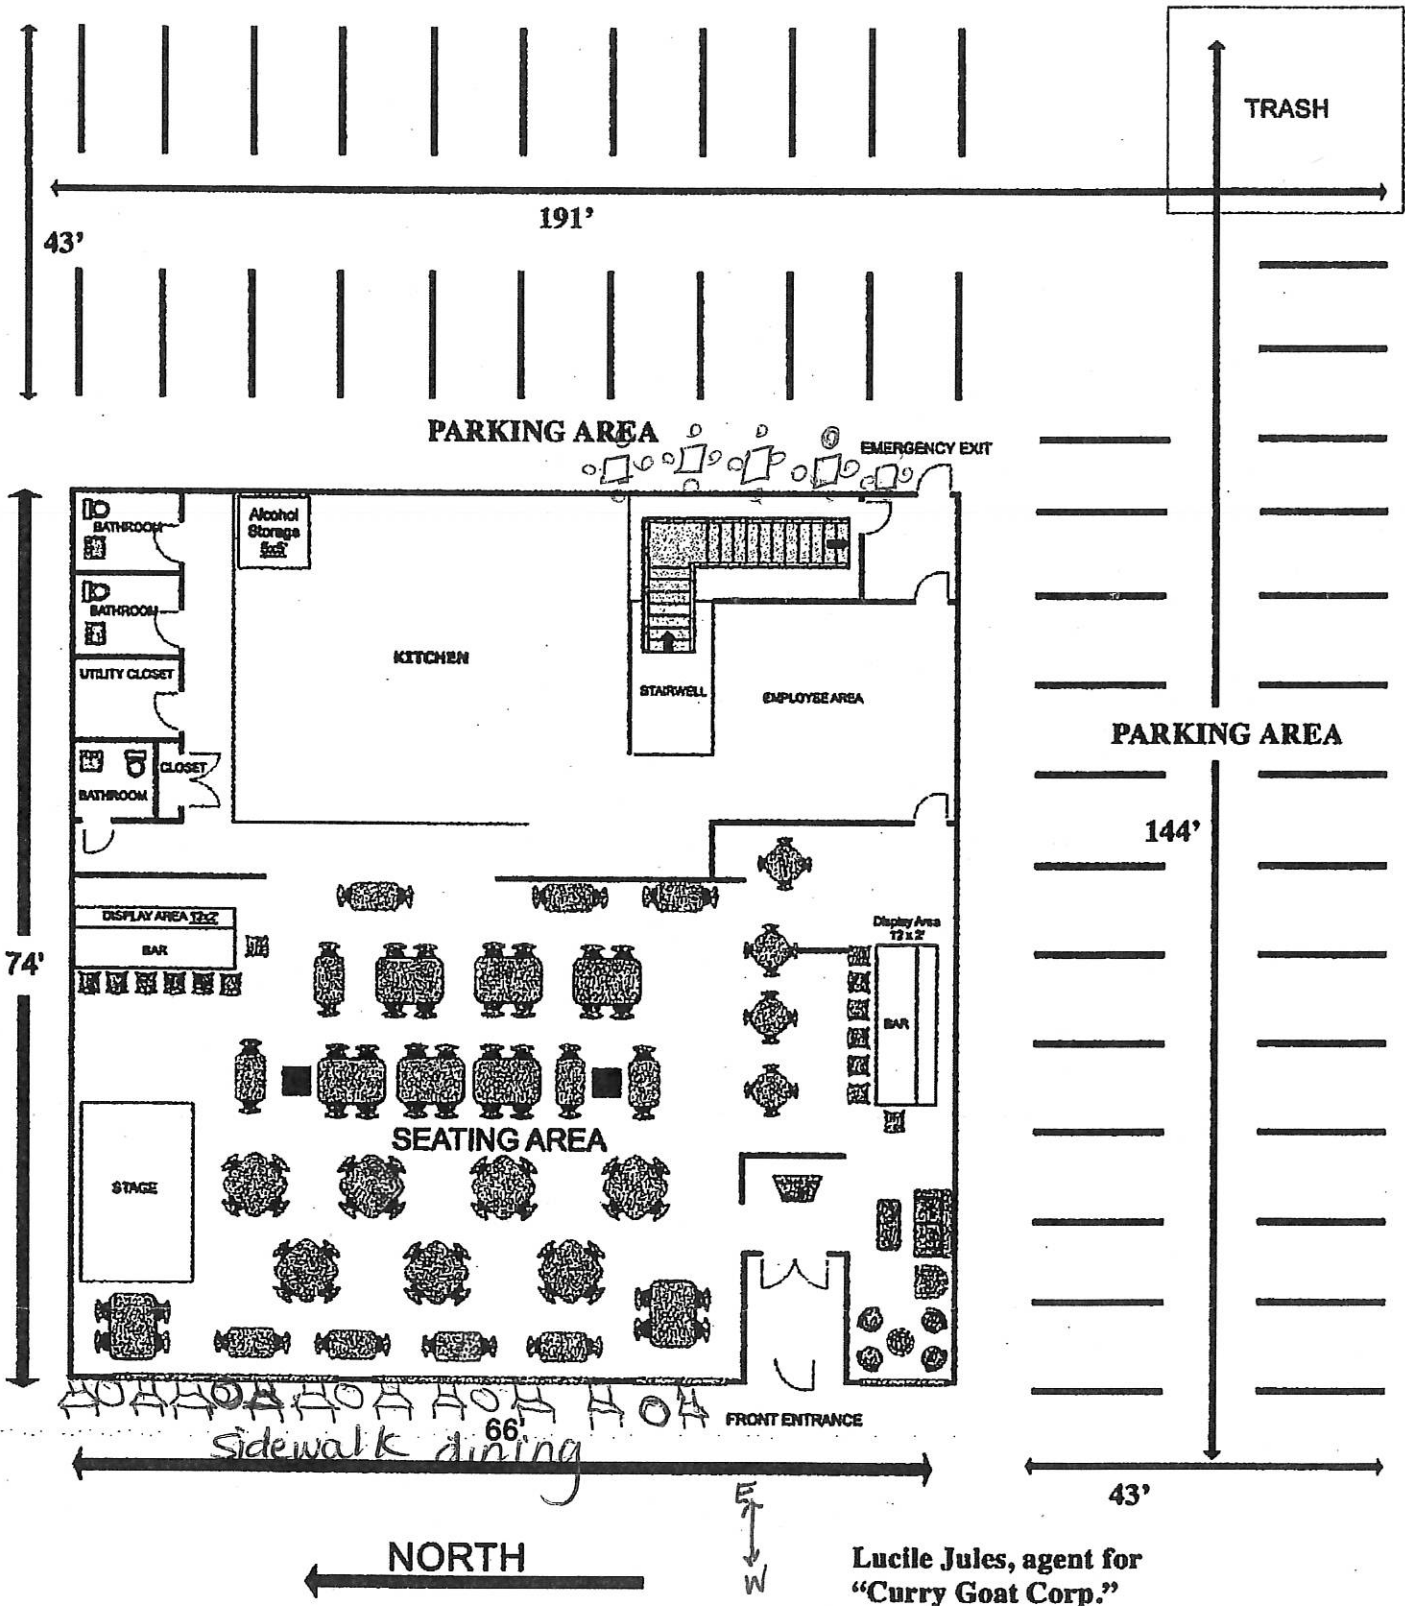 TRASH
191'
43'
PARKING AREA
EMERGENCY EXIT
BATHROOM
Alcohol
Storage
BATHROOM
KITCHEN
UTILITY CLOSET
STAIRWELL
EMPLOYEE AREA
PARKING AREA
CLOSET
BATHROOM
144'
DISPLAY AREA 12x2'
BAR
Display Area
12 x 2'
BAR
74'
SEATING AREA
STAGE
FRONT ENTRANCE
66'
Sidewalk dining
43'
E
W
NORTH
Lucile Jules, agent for
“Curry Goat Corp.”